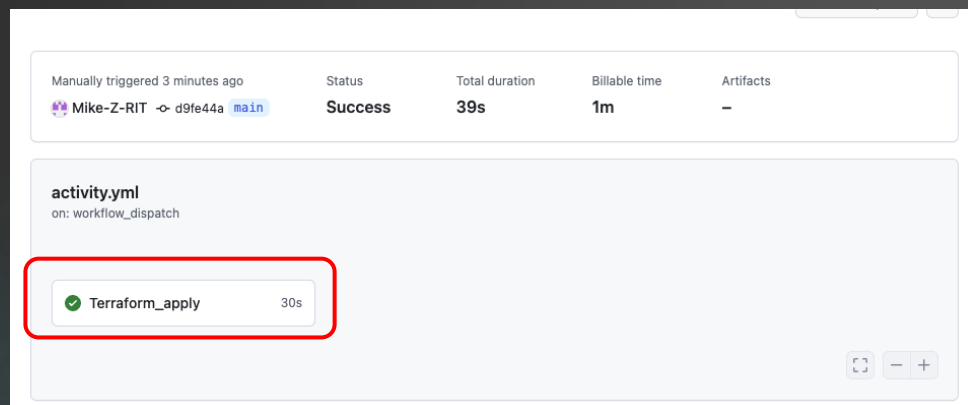 Manually triggered 3 minutes ago
Status
Total duration
Billable time
Artifacts
Mike-Z-RIT d9fe44a main
Success
39s
1m
–
activity.yml
on: workflow_dispatch
Terraform_apply 30s